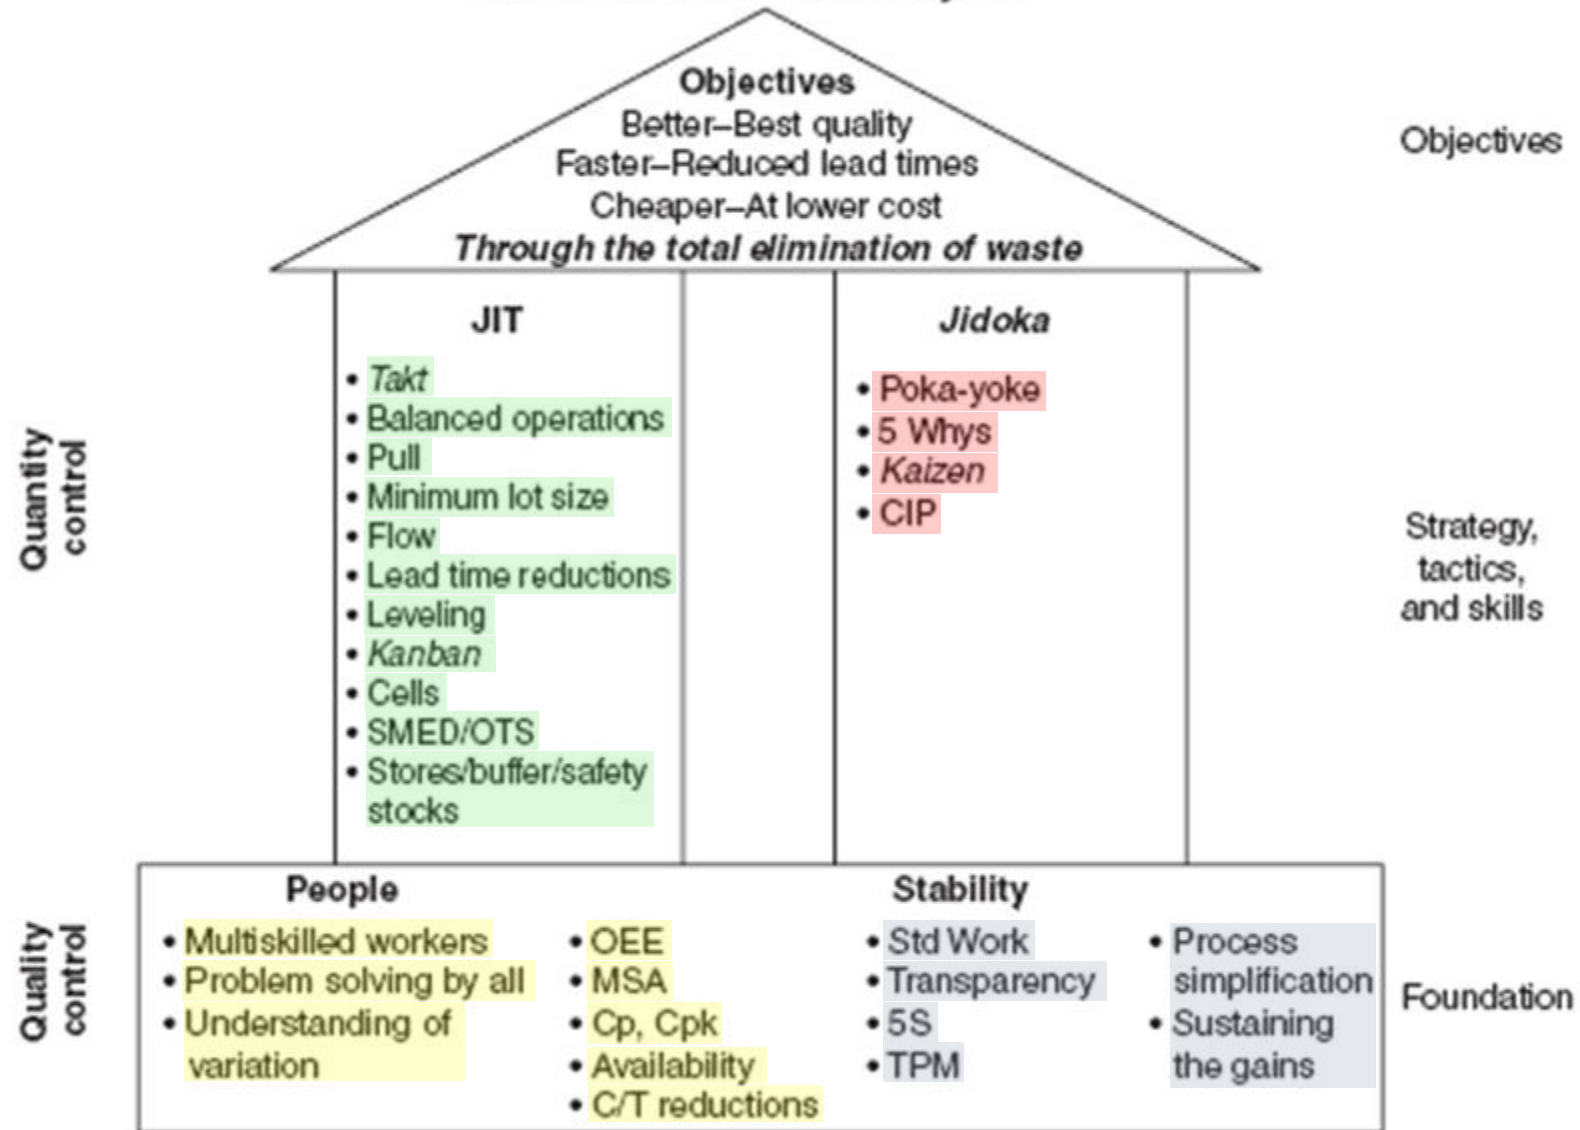 Objectives
Better–Best quality
Faster–Reduced lead times
Cheaper–At lower cost
Through the total elimination of waste
Objectives
JIT
• Takt
• Balanced operations
• Pull
• Minimum lot size
• Flow
• Lead time reductions
• Leveling
• Kanban
• Cells
• SMED/OTS
• Stores/buffer/safety
stocks
Jidoka
• Poka-yoke
• 5 Whys
• Kaizen
• CIP
Quantity
control
Strategy,
tactics,
and skills
Quality
control
People
• Multiskilled workers
• Problem solving by all
• Understanding of
variation
• OEE
• MSA
• Cp, Cpk
• Availability
• C/T reductions
Stability
• Std Work
• Transparency
• 5S
• TPM
• Process
simplification
• Sustaining
the gains
Foundation